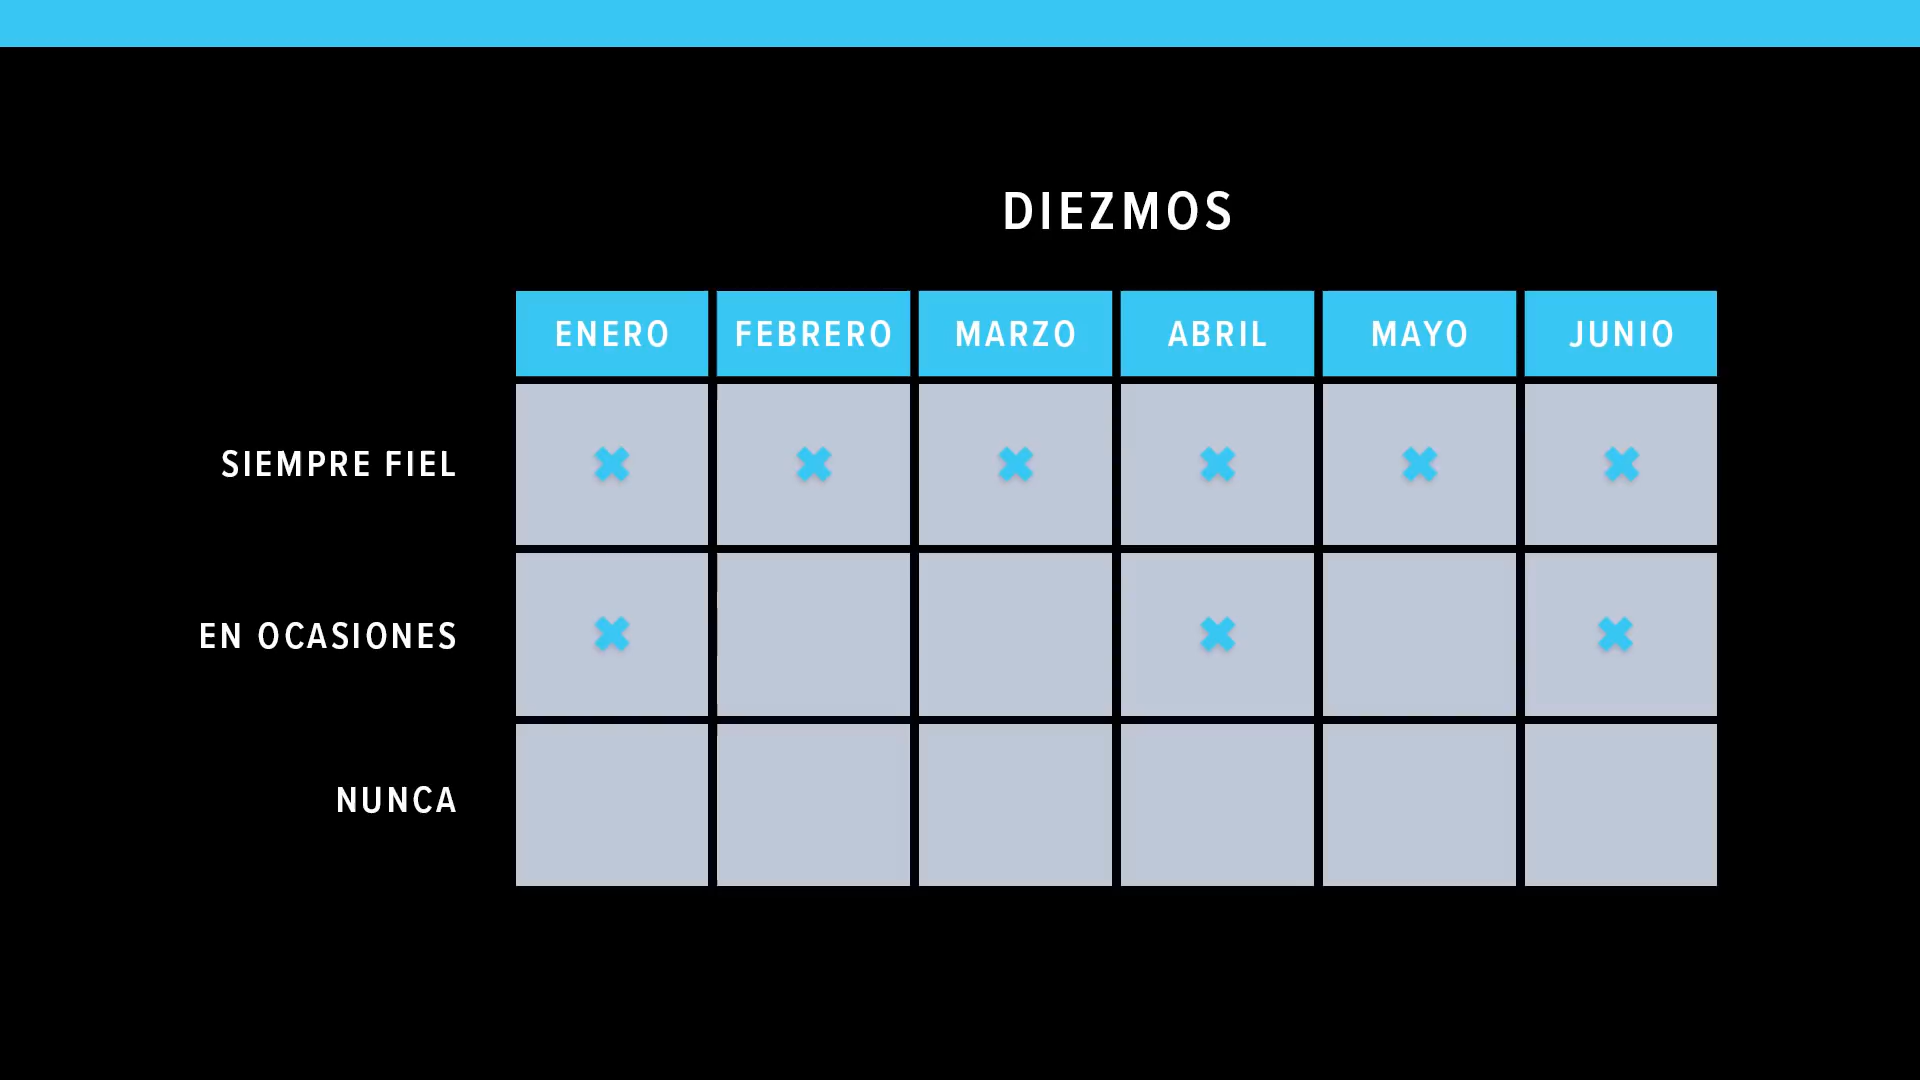 DIEZMOS
ENERO FEBRERO MARZO ABRIL MAYO JUNIO
SIEMPRE FIEL
EN OCASIONES
NUNCA